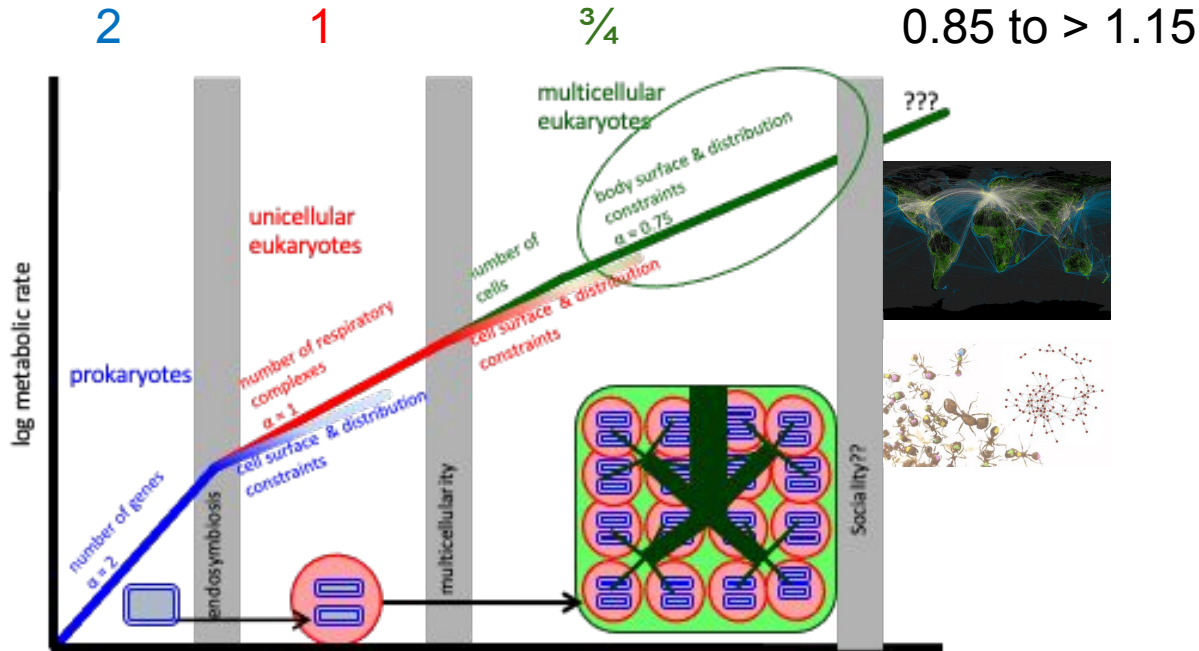 2
1
¾
0.85 to > 1.15
log metabolic rate
prokaryotes
number of genes
α = 2
endosymbiosis
unicellular
eukaryotes
number of respiratory
complexes
α = 1
cell surface & distribution
constraints
multicellularity
multicellular
eukaryotes
number of
cells
cell surface & distribution
constraints
body surface & distribution
constraints
α = 0.75
Sociality??
???